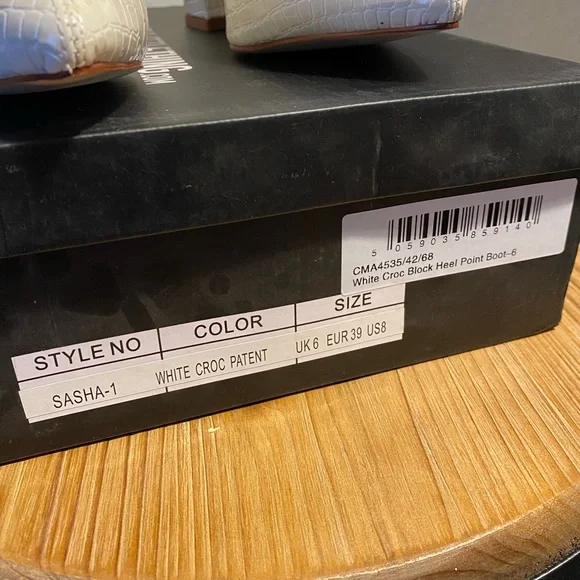 5 059035 859140
CMA4535/42/68
White Croc Block Heel Point Boot-6
STYLE NO COLOR SIZE
SASHA-1 WHITE CROC PATENT UK 6 EUR 39 US8